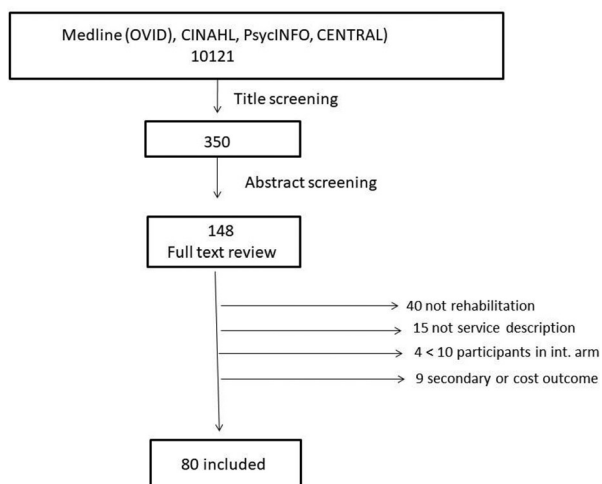 Medline (OVID), CINAHL, PsycINFO, CENTRAL)
10121
Title screening
350
Abstract screening
148
Full text review
40 not rehabilitation
15 not service description
4 < 10 participants in int. arm
9 secondary or cost outcome
80 included